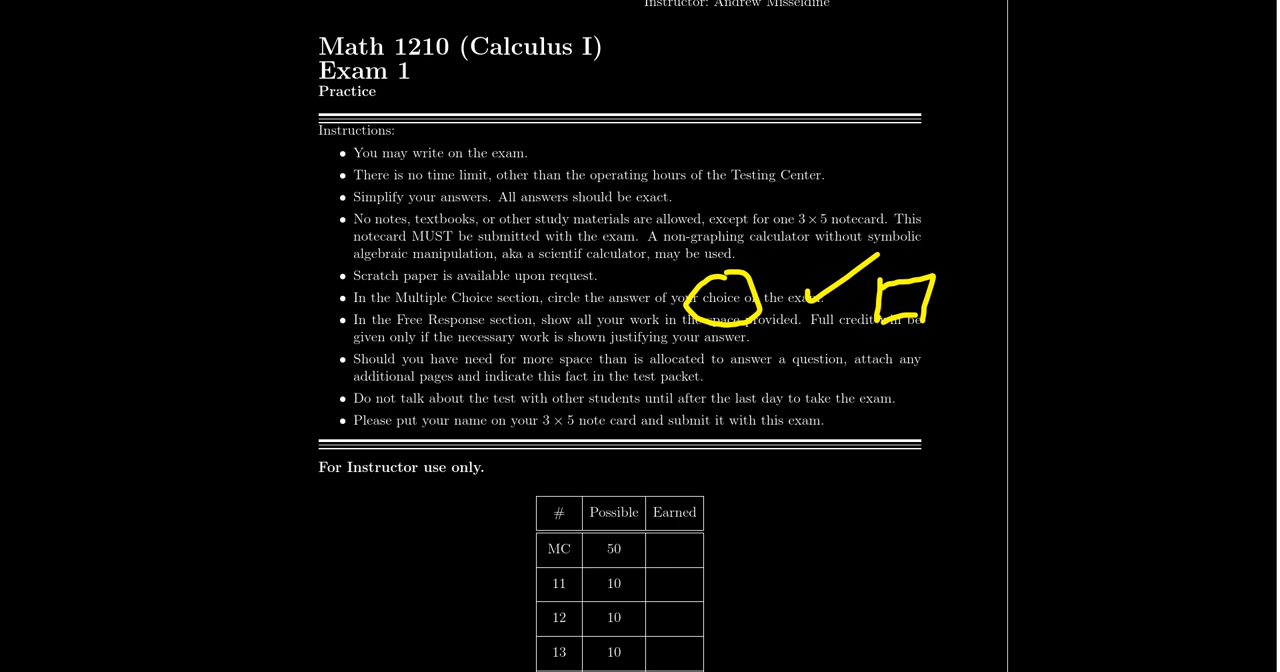 Instructor: Andrew Misseldine
Math 1210 (Calculus I)
Exam 1
Practice
Instructions:
• You may write on the exam.
• There is no time limit, other than the operating hours of the Testing Center.
• Simplify your answers. All answers should be exact.
• No notes, textbooks, or other study materials are allowed, except for one 3 × 5 notecard. This
notecard MUST be submitted with the exam. A non-graphing calculator without symbolic
algebraic manipulation, aka a scientif calculator, may be used.
• Scratch paper is available upon request.
• In the Multiple Choice section, circle the answer of your choice on the exam.
• In the Free Response section, show all your work in the space provided. Full credit will be
given only if the necessary work is shown justifying your answer.
• Should you have need for more space than is allocated to answer a question, attach any
additional pages and indicate this fact in the test packet.
• Do not talk about the test with other students until after the last day to take the exam.
• Please put your name on your 3 × 5 note card and submit it with this exam.
For Instructor use only.
# Possible Earned
MC 50
11 10
12 10
13 10